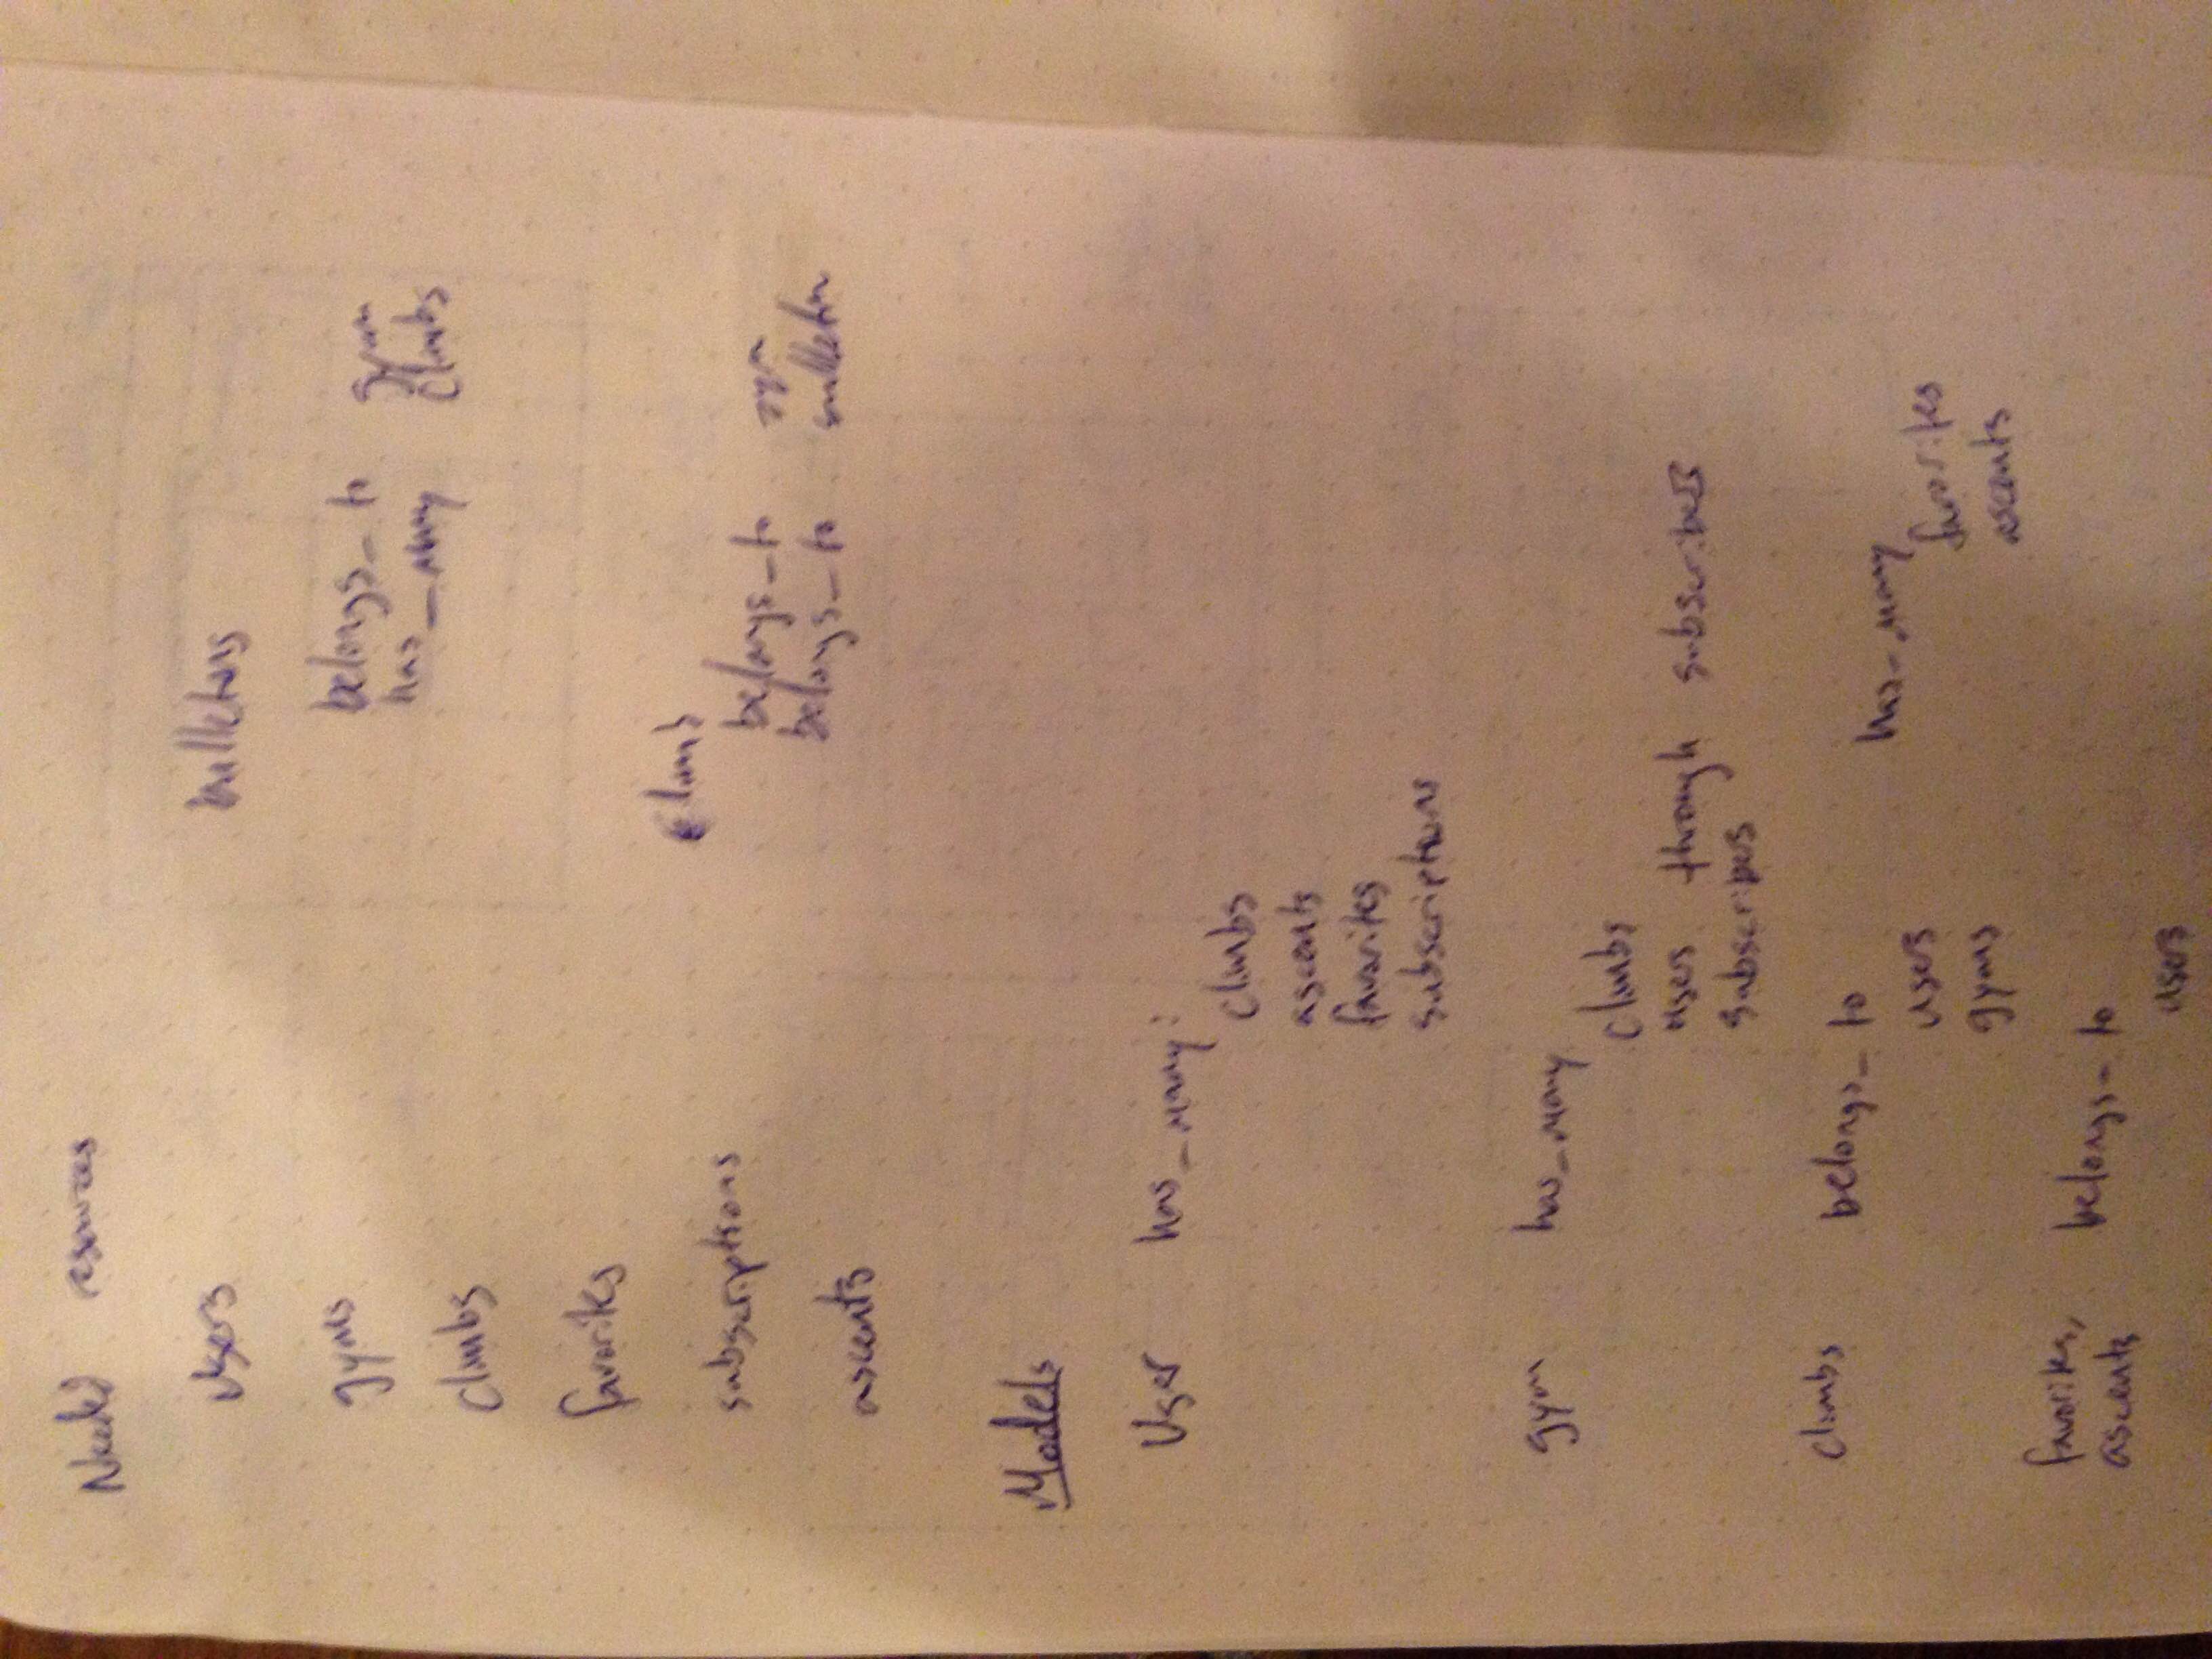 Needed resources
users
gyms
climbs
favorites
subscriptions
ascents
bulletins
belongs_to gym
has_many climbs
climb
belongs_to gym
belongs_to
Models
User has_many:
climbs
ascents
favorites
subscriptions
gym has_many
climbs
users through subscribers
subscribers
climbs belongs_to
users
gyms
has_many
favorites
ascents
favorites,
ascents belongs_to
users